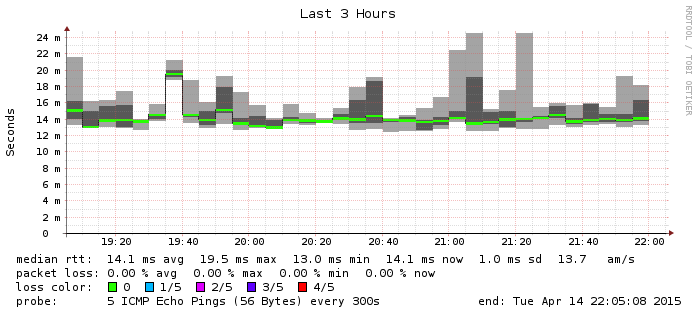 Last 3 Hours
RRDTOOL / TOBI OETIKER
Seconds
24 m
22 m
20 m
18 m
16 m
14 m
12 m
10 m
8 m
6 m
4 m
2 m
0
19:20 19:40 20:00 20:20 20:40 21:00 21:20 21:40 22:00
median rtt: 14.1 ms avg 19.5 ms max 13.0 ms min 14.1 ms now 1.0 ms sd 13.7 am/s
packet loss: 0.00 % avg 0.00 % max 0.00 % min 0.00 % now
loss color: 0 1/5 2/5 3/5 4/5
probe: 5 ICMP Echo Pings (56 Bytes) every 300s end: Tue Apr 14 22:05:08 2015